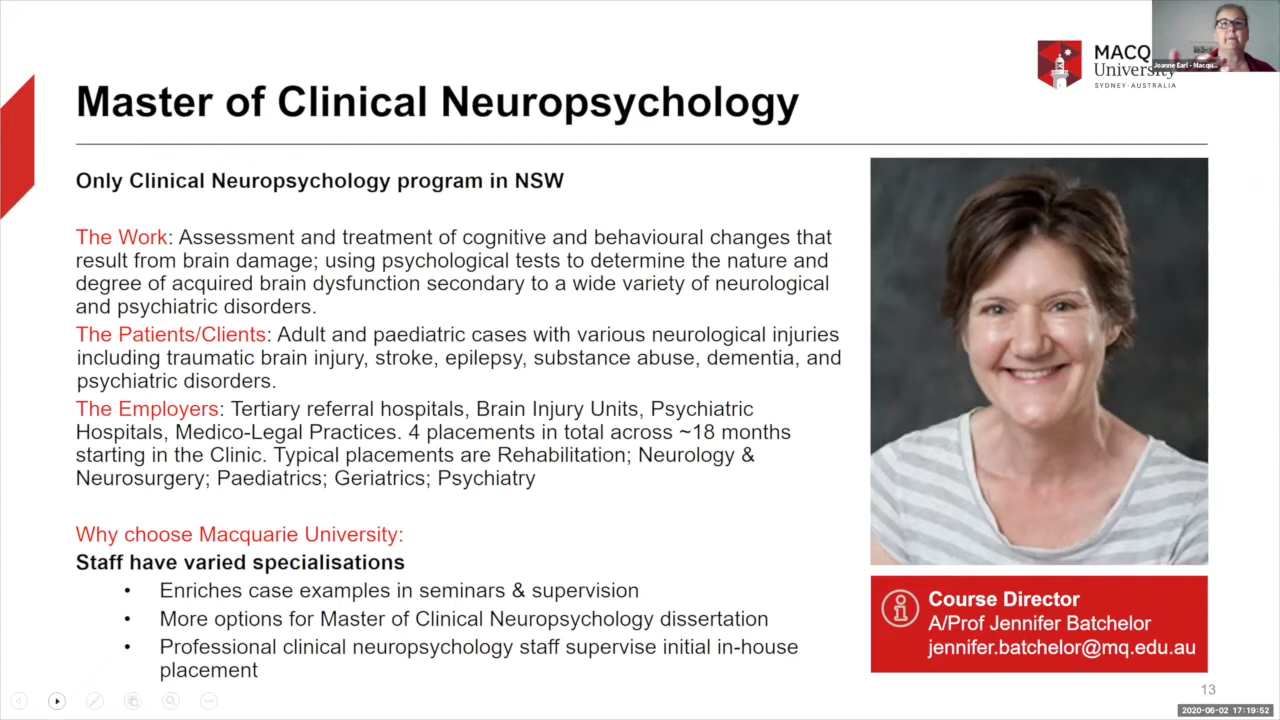 MACQ
University
SYDNEY·AUSTRALIA
Joanne Earl - Macqu...
Master of Clinical Neuropsychology
Only Clinical Neuropsychology program in NSW
The Work: Assessment and treatment of cognitive and behavioural changes that
result from brain damage; using psychological tests to determine the nature and
degree of acquired brain dysfunction secondary to a wide variety of neurological
and psychiatric disorders.
The Patients/Clients: Adult and paediatric cases with various neurological injuries
including traumatic brain injury, stroke, epilepsy, substance abuse, dementia, and
psychiatric disorders.
The Employers: Tertiary referral hospitals, Brain Injury Units, Psychiatric
Hospitals, Medico-Legal Practices. 4 placements in total across ~18 months
starting in the Clinic. Typical placements are Rehabilitation; Neurology &
Neurosurgery; Paediatrics; Geriatrics; Psychiatry
Why choose Macquarie University:
Staff have varied specialisations
• Enriches case examples in seminars & supervision
• More options for Master of Clinical Neuropsychology dissertation
• Professional clinical neuropsychology staff supervise initial in-house
placement
Course Director
A/Prof Jennifer Batchelor
jennifer.batchelor@mq.edu.au
13
2020-06-02 17:19:52